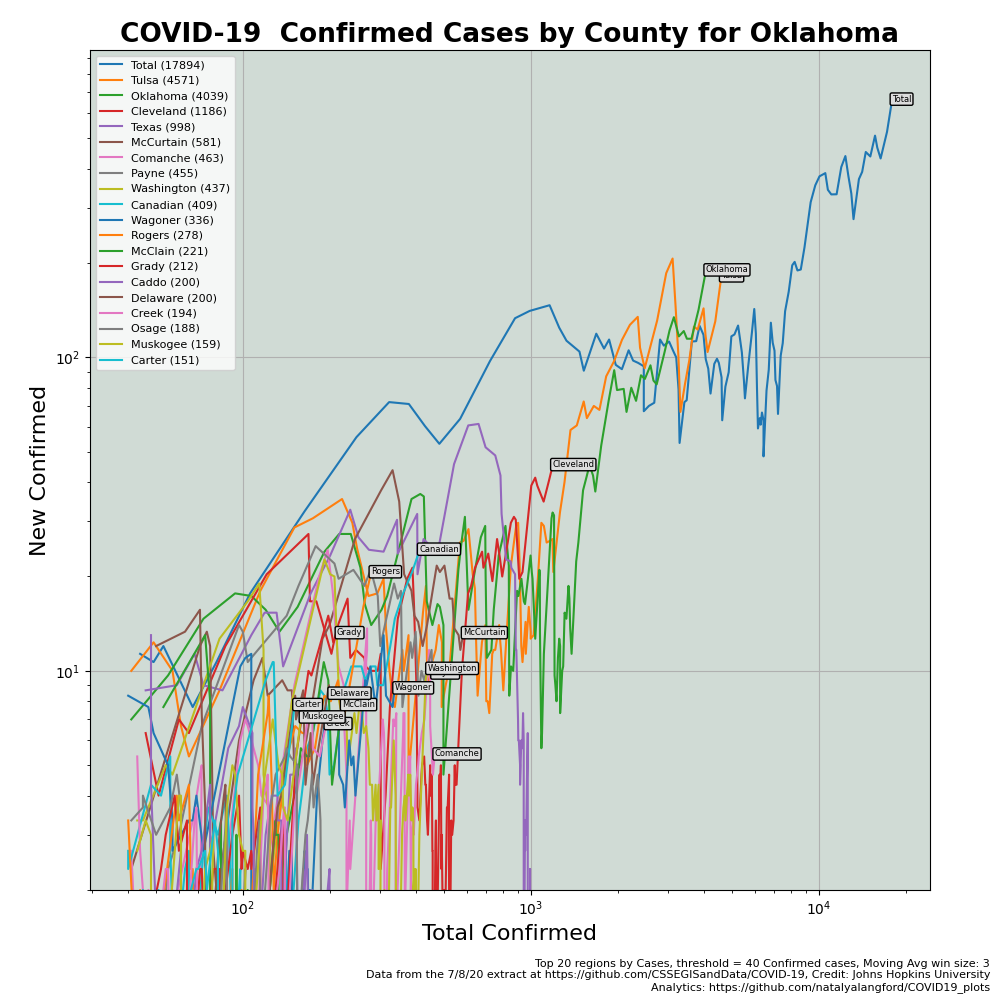 COVID-19  Confirmed Cases by County for Oklahoma
Total (17894)
Tulsa (4571)
Oklahoma (4039)
Cleveland (1186)
Texas (998)
McCurtain (581)
Comanche (463)
Payne (455)
Washington (437)
Canadian (409)
Wagoner (336)
Rogers (278)
McClain (221)
Grady (212)
Caddo (200)
Delaware (200)
Creek (194)
Osage (188)
Muskogee (159)
Carter (151)
Total
Oklahoma
Tulsa
Cleveland
Canadian
Rogers
Grady
McCurtain
Washington
Wagoner
Delaware
Carter
McClain
Muskogee
Creek
Comanche
10²
10¹
New Confirmed
10² 10³ 10⁴
Total Confirmed
Top 20 regions by Cases, threshold = 40 Confirmed cases, Moving Avg win size: 3
Data from the 7/8/20 extract at https://github.com/CSSEGISandData/COVID-19, Credit: Johns Hopkins University
Analytics: https://github.com/natalyalangford/COVID19_plots